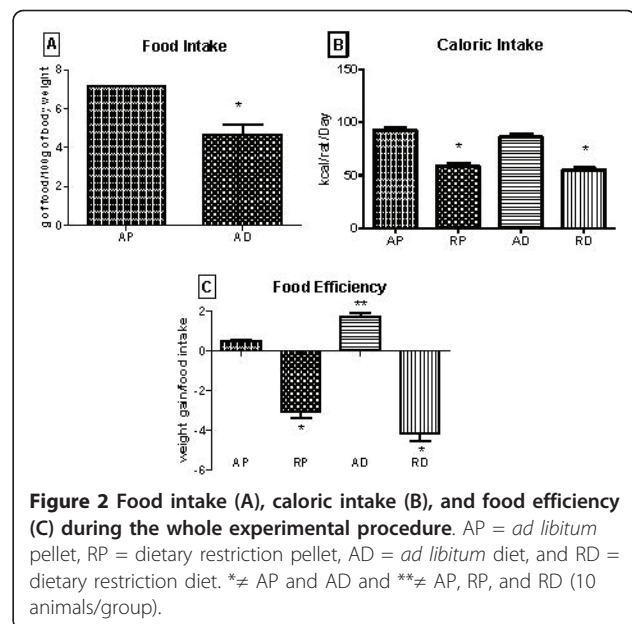 A Food Intake
g of food/100g of body weight
8
6
4
2
0
*
AP AD
B Caloric Intake
kcal/rat/Day
150
100
50
0
* *
AP RP AD RD
C Food Efficiency
weight gain/food intake
2
0
-2
-4
-6
**
*
*
AP RP AD RD
Figure 2 Food intake (A), caloric intake (B), and food efficiency
(C) during the whole experimental procedure. AP = ad libitum
pellet, RP = dietary restriction pellet, AD = ad libitum diet, and RD =
dietary restriction diet. *≠ AP and AD and **≠ AP, RP, and RD (10
animals/group).